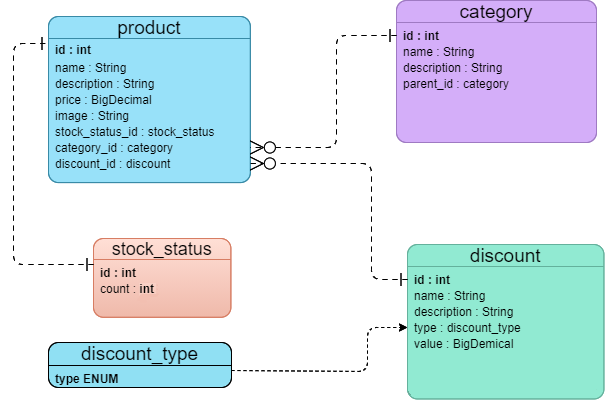 product
id : int
name : String
description : String
price : BigDecimal
image : String
stock_status_id : stock_status
category_id : category
discount_id : discount
category
id : int
name : String
description : String
parent_id : category
stock_status
id : int
count : int
discount
id : int
name : String
description : String
type : discount_type
value : BigDemical
discount_type
type ENUM